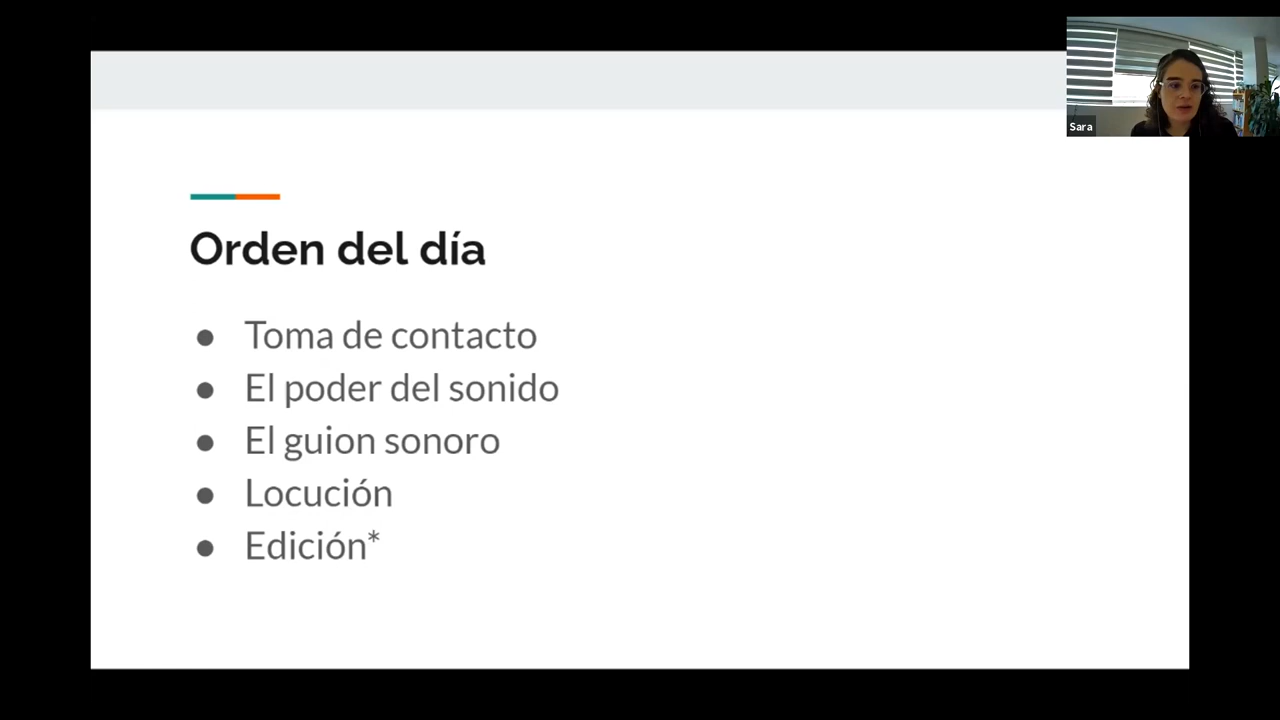 Sara
Orden del día
● Toma de contacto
● El poder del sonido
● El guion sonoro
● Locución
● Edición*